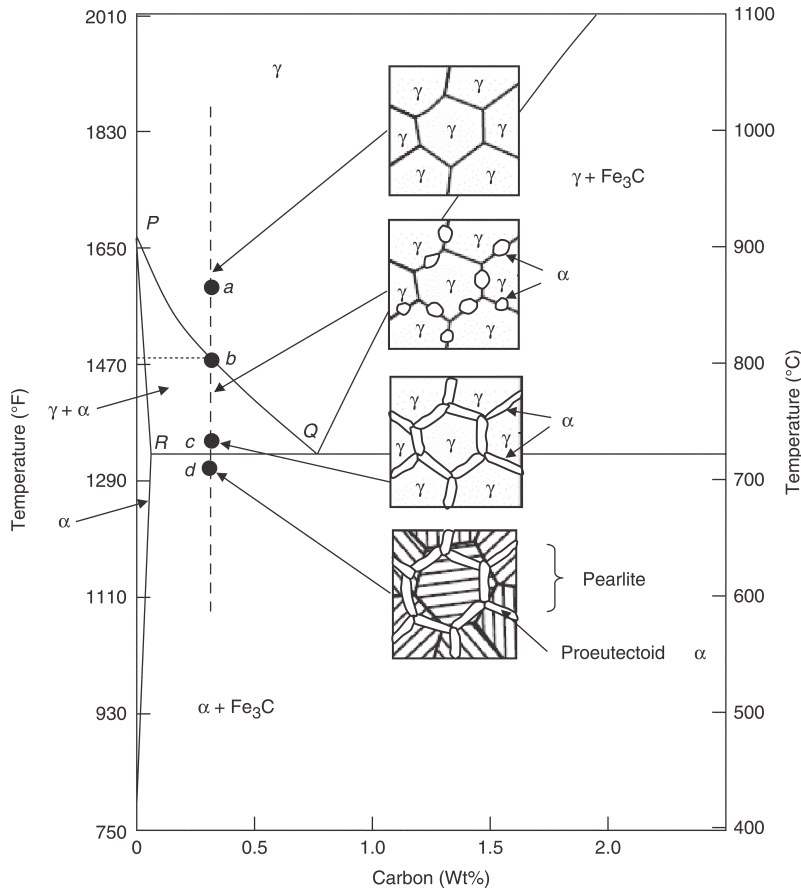 2010
1830
1650
1470
1290
1110
930
750
Temperature (°F)
1100
1000
900
800
700
600
500
400
Temperature (°C)
0
0.5
1.0
1.5
2.0
Carbon (Wt%)
γ
γ + Fe3C
P
a
b
Q
R
c
d
γ + α
α
α + Fe3C
γ
γ
γ
γ
γ
γ
γ
γ
γ
γ
γ
γ
γ
γ
α
γ
γ
γ
γ
γ
γ
γ
α
Pearlite
Proeutectoid α